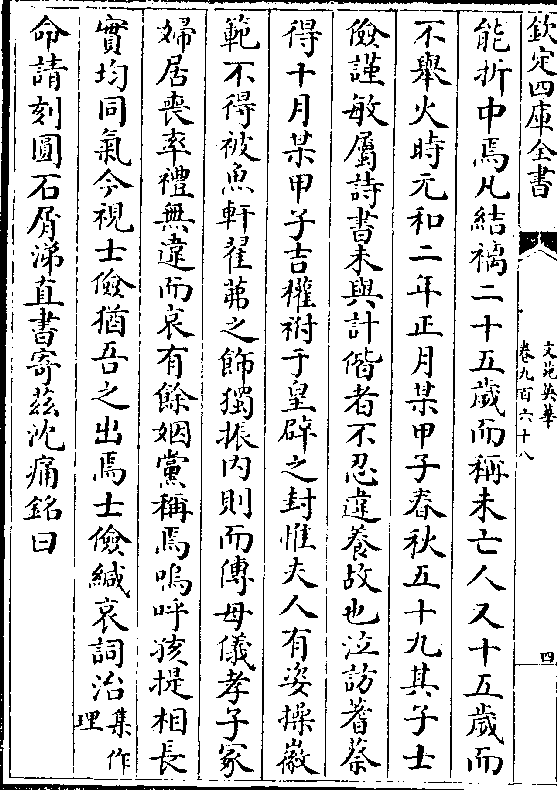 欽定四庫全書
文苑英華
卷九百六十八
四
能折中焉凡結褵二十五歲而稱未亡人又十五歲而
不舉火時元和二年正月某甲子春秋五十九其子士
儉謹敏屬詩書未與計偕者不忍違養故也泣訪蓍蔡
得十月某甲子吉權祔于皇辟之封惟夫人有姿操徽
範不得被魚軒翟茀之飾獨振内則而傳母儀孝子冢
婦居喪率禮無違而哀有餘姻黨稱焉嗚呼孩提相長
實均同氣今視士儉猶吾之出焉士儉緘哀詞治集作理
命請刻圓石屑涕直書寄茲沈痛銘曰